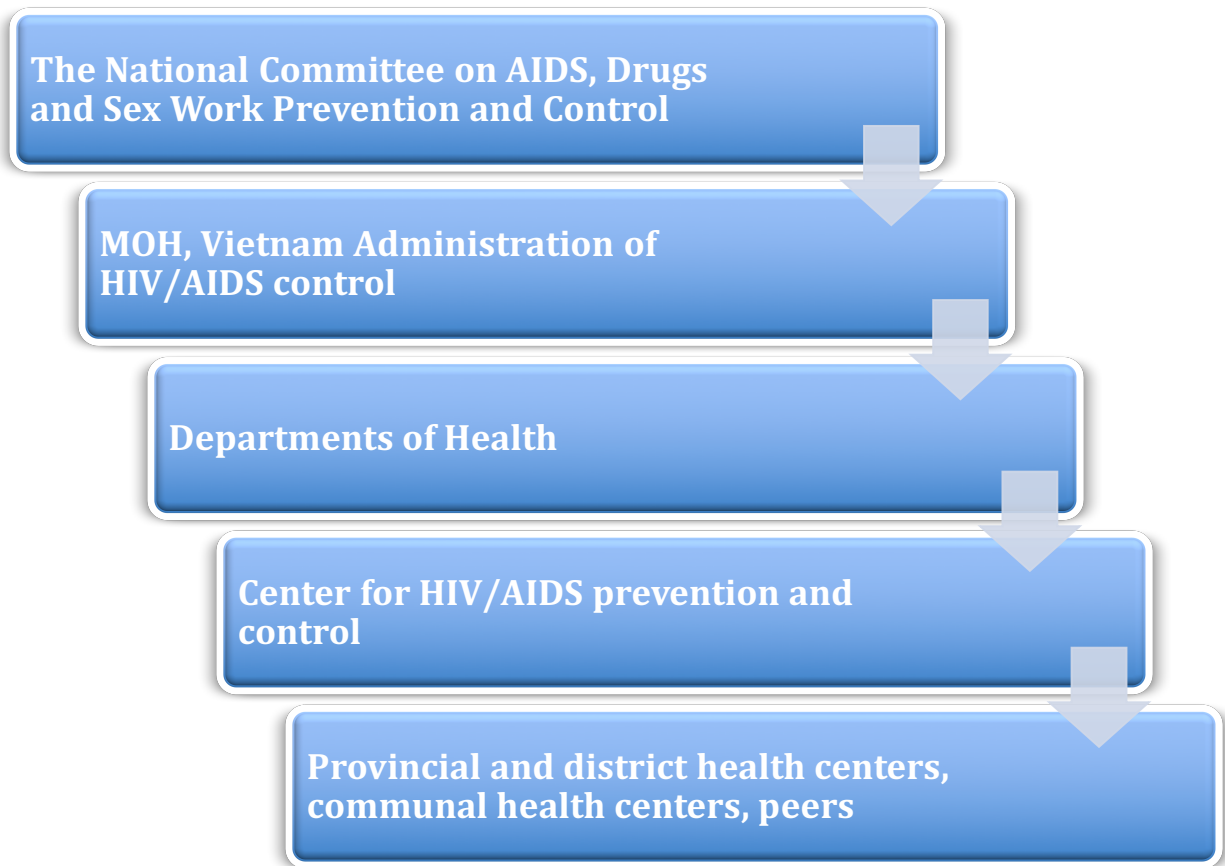 The National Committee on AIDS, Drugs
and Sex Work Prevention and Control
MOH, Vietnam Administration of
HIV/AIDS control
Departments of Health
Center for HIV/AIDS prevention and
control
Provincial and district health centers,
communal health centers, peers